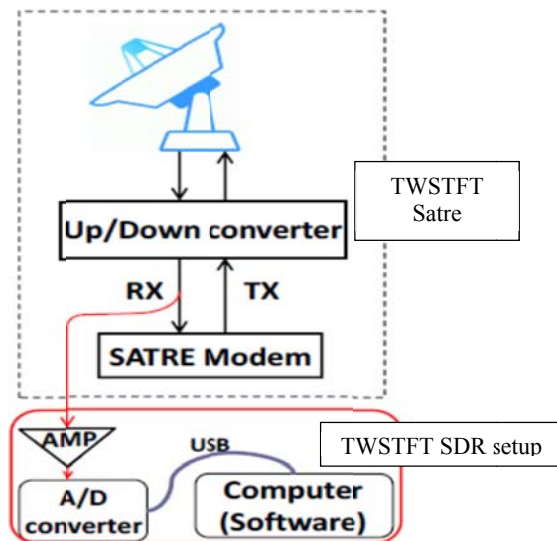 TWSTFT
Satre
Up/Down converter
RX
TX
SATRE Modem
AMP
USB
TWSTFT SDR setup
A/D
converter
Computer
(Software)